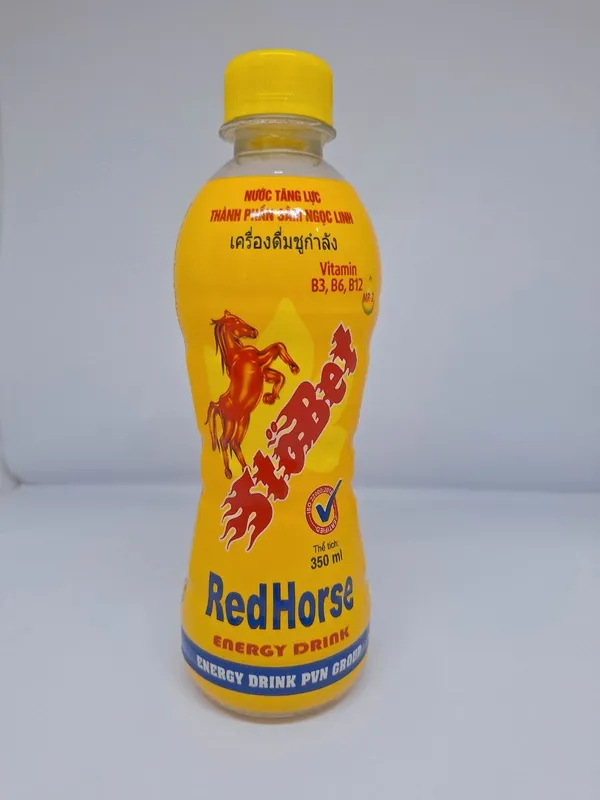 NƯỚC TĂNG LỰC
THÀNH PHẦN SÂM NGỌC LINH
เครื่องดื่มชูกำลัง
Vitamin
B3, B6, B12
StöBet
Thể tích:
350 ml
RedHorse
ENERGY DRINK
ENERGY DRINK PVN GROUP